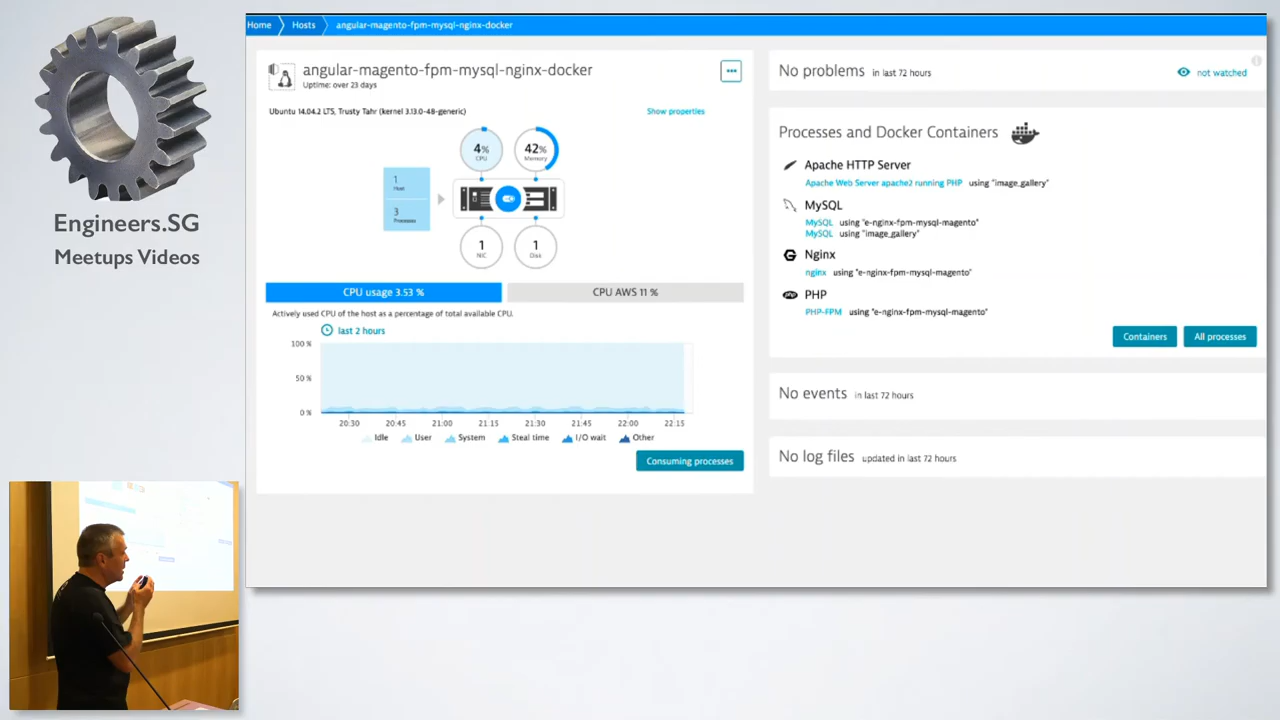 Engineers.SG
Meetups Videos
Home
Hosts
angular-magento-fpm-mysql-nginx-docker
angular-magento-fpm-mysql-nginx-docker
Uptime: over 23 days
Ubuntu 14.04.2 LTS, Trusty Tahr (kernel 3.13.0-48-generic)
Show properties
4%
CPU
42%
Memory
1
Host
3
Processes
1
NIC
1
Disk
CPU usage 3.53 %
CPU AWS 11 %
Actively used CPU of the host as a percentage of total available CPU.
last 2 hours
100 %
50 %
0 %
20:30 20:45 21:00 21:15 21:30 21:45 22:00 22:15
Idle User System Steal time I/O wait Other
Consuming processes
No problems in last 72 hours
not watched
Processes and Docker Containers
Apache HTTP Server
Apache Web Server apache2 running PHP using "image_gallery"
MySQL
MySQL using "e-nginx-fpm-mysql-magento"
MySQL using "image_gallery"
Nginx
nginx using "e-nginx-fpm-mysql-magento"
PHP
PHP-FPM using "e-nginx-fpm-mysql-magento"
Containers
All processes
No events in last 72 hours
No log files updated in last 72 hours